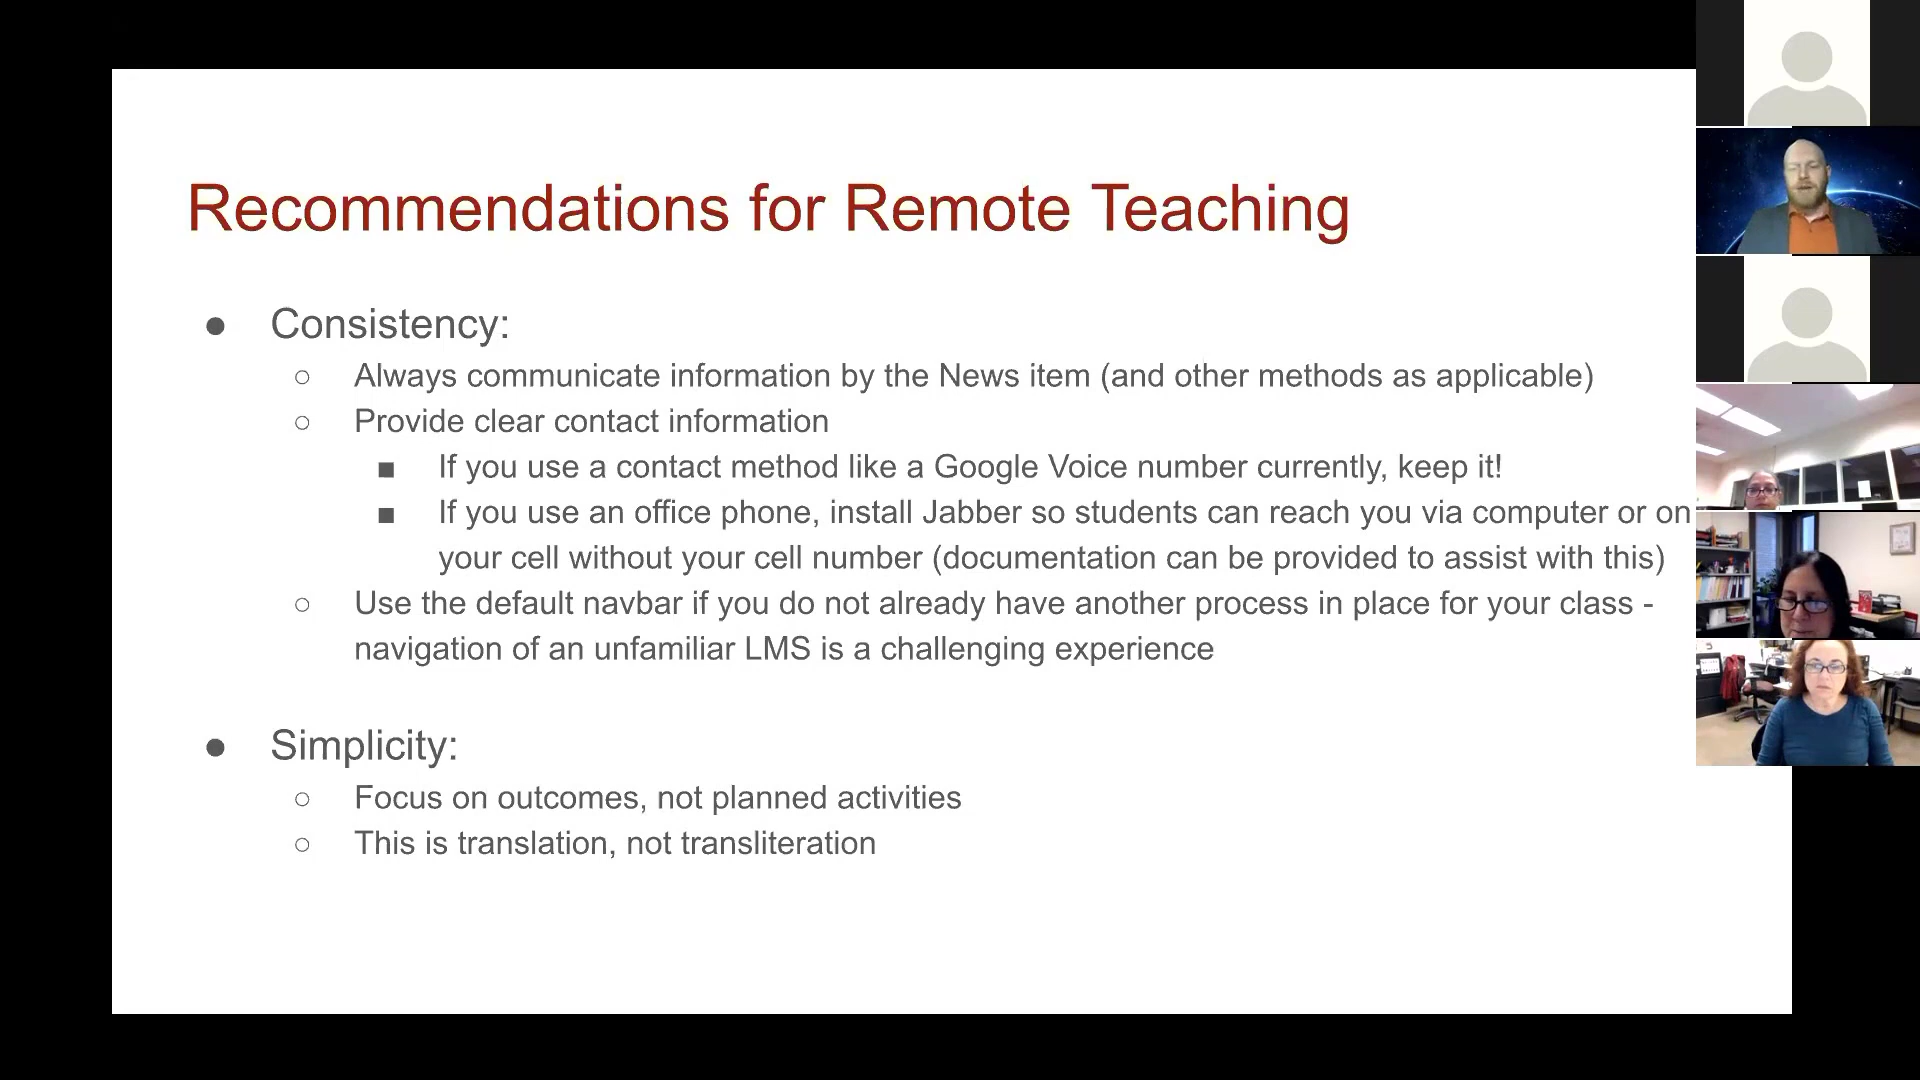 Recommendations for Remote Teaching
● Consistency:
○ Always communicate information by the News item (and other methods as applicable)
○ Provide clear contact information
■ If you use a contact method like a Google Voice number currently, keep it!
■ If you use an office phone, install Jabber so students can reach you via computer or on
your cell without your cell number (documentation can be provided to assist with this)
○ Use the default navbar if you do not already have another process in place for your class -
navigation of an unfamiliar LMS is a challenging experience
● Simplicity:
○ Focus on outcomes, not planned activities
○ This is translation, not transliteration